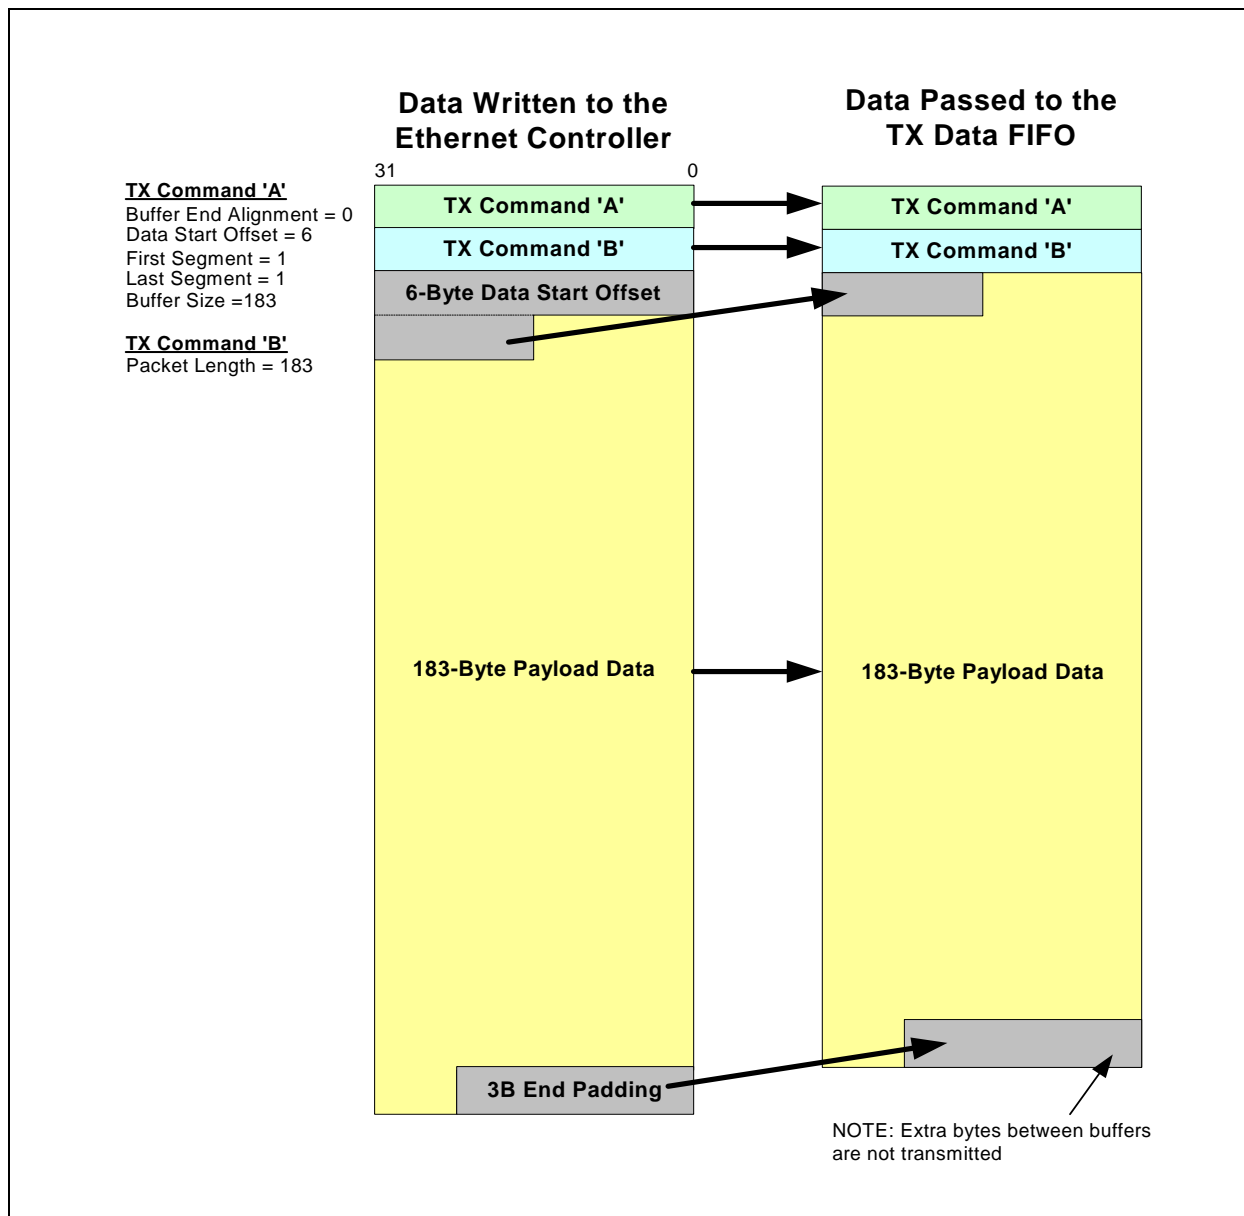 Data Written to the
Ethernet Controller
Data Passed to the
TX Data FIFO
31
0
TX Command 'A'
Buffer End Alignment = 0
Data Start Offset = 6
First Segment = 1
Last Segment = 1
Buffer Size =183
TX Command 'B'
Packet Length = 183
TX Command 'A'
TX Command 'B'
6-Byte Data Start Offset
183-Byte Payload Data
3B End Padding
TX Command 'A'
TX Command 'B'
183-Byte Payload Data
NOTE: Extra bytes between buffers
are not transmitted